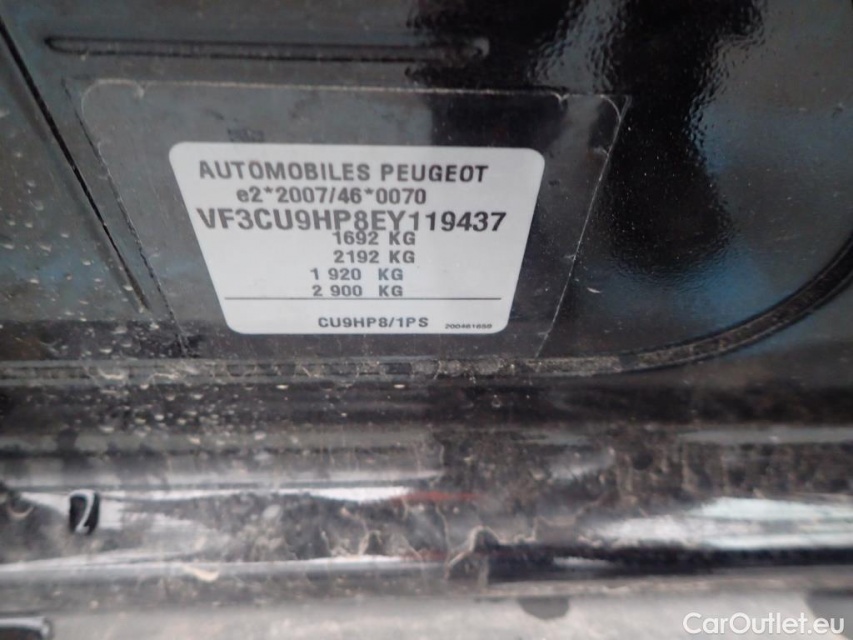 AUTOMOBILES PEUGEOT
e2*2007/46*0070
VF3CU9HP8EY119437
1692 KG
2192 KG
1 920 KG
2 900 KG
CU9HP8/1PS
2
CarOutlet.eu